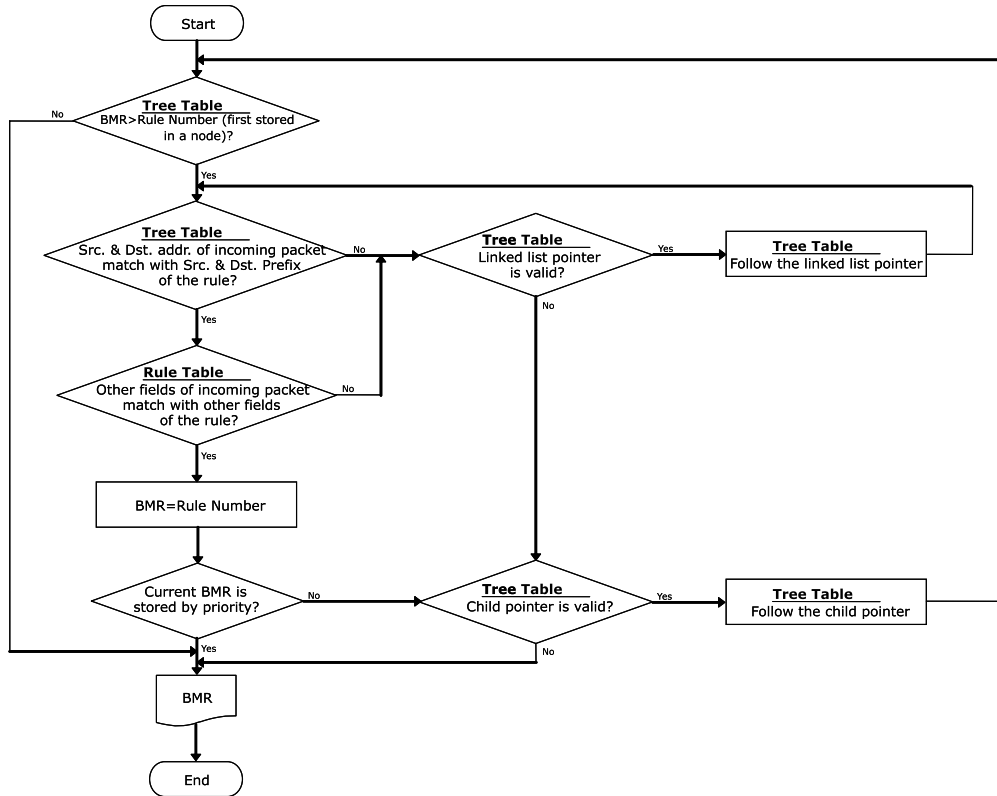 Start
Tree Table
BMR>Rule Number (first stored
in a node)?
No
Yes
Tree Table
Src. & Dst. addr. of incoming packet
match with Src. & Dst. Prefix
of the rule?
No
Yes
Tree Table
Linked list pointer
is valid?
Yes
No
Tree Table
Follow the linked list pointer
Rule Table
Other fields of incoming packet
match with other fields
of the rule?
No
Yes
BMR=Rule Number
Current BMR is
stored by priority?
No
Yes
Tree Table
Child pointer is valid?
Yes
No
Tree Table
Follow the child pointer
BMR
End